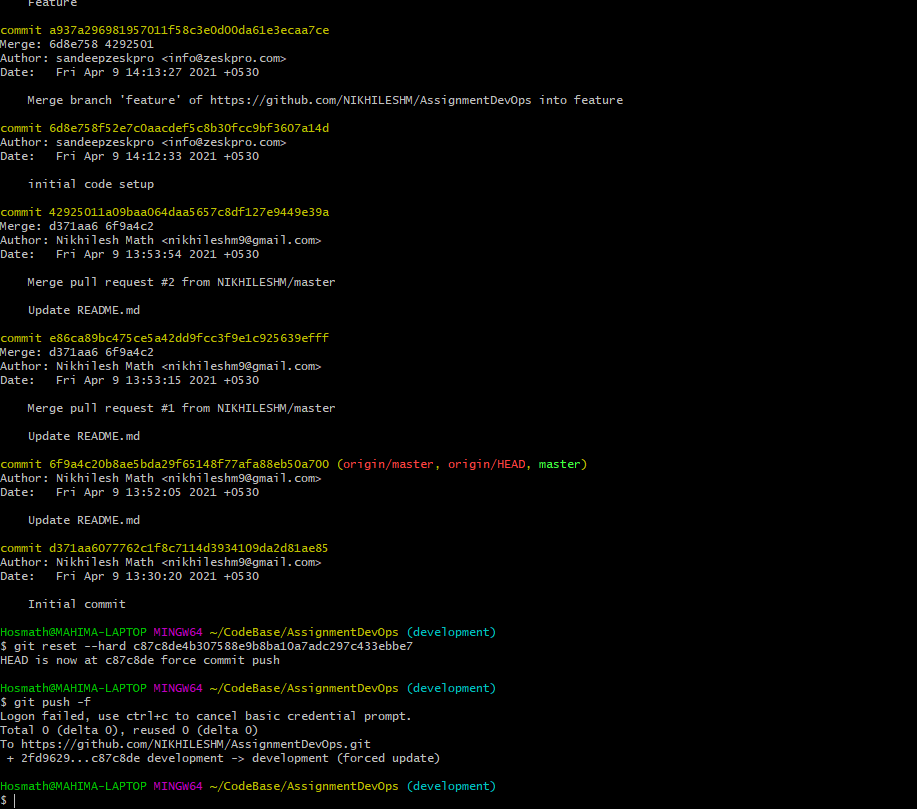 Feature
commit a937a296981957011f58c3e0d00da61e3ecaa7ce
Merge: 6d8e758 4292501
Author: sandeepzeskpro <info@zeskpro.com>
Date:   Fri Apr 9 14:13:27 2021 +0530
Merge branch 'feature' of https://github.com/NIKHILESHM/AssignmentDevOps into feature
commit 6d8e758f52e7c0aacdef5c8b30fcc9bf3607a14d
Author: sandeepzeskpro <info@zeskpro.com>
Date:   Fri Apr 9 14:12:33 2021 +0530
initial code setup
commit 42925011a09baa064daa5657c8df127e9449e39a
Merge: d371aa6 6f9a4c2
Author: Nikhilesh Math <nikhileshm9@gmail.com>
Date:   Fri Apr 9 13:53:54 2021 +0530
Merge pull request #2 from NIKHILESHM/master
Update README.md
commit e86ca89bc475ce5a42dd9fcc3f9e1c925639efff
Merge: d371aa6 6f9a4c2
Author: Nikhilesh Math <nikhileshm9@gmail.com>
Date:   Fri Apr 9 13:53:15 2021 +0530
Merge pull request #1 from NIKHILESHM/master
Update README.md
commit 6f9a4c20b8ae5bda29f65148f77afa88eb50a700 (origin/master, origin/HEAD, master)
Author: Nikhilesh Math <nikhileshm9@gmail.com>
Date:   Fri Apr 9 13:52:05 2021 +0530
Update README.md
commit d371aa6077762c1f8c7114d3934109da2d81ae85
Author: Nikhilesh Math <nikhileshm9@gmail.com>
Date:   Fri Apr 9 13:30:20 2021 +0530
Initial commit
Hosmath@MAHIMA-LAPTOP MINGW64 ~/CodeBase/AssignmentDevOps (development)
$ git reset --hard c87c8de4b307588e9b8ba10a7adc297c433ebbe7
HEAD is now at c87c8de force commit push
Hosmath@MAHIMA-LAPTOP MINGW64 ~/CodeBase/AssignmentDevOps (development)
$ git push -f
Logon failed, use ctrl+c to cancel basic credential prompt.
Total 0 (delta 0), reused 0 (delta 0)
To https://github.com/NIKHILESHM/AssignmentDevOps.git
+ 2fd9629...c87c8de development -> development (forced update)
Hosmath@MAHIMA-LAPTOP MINGW64 ~/CodeBase/AssignmentDevOps (development)
$